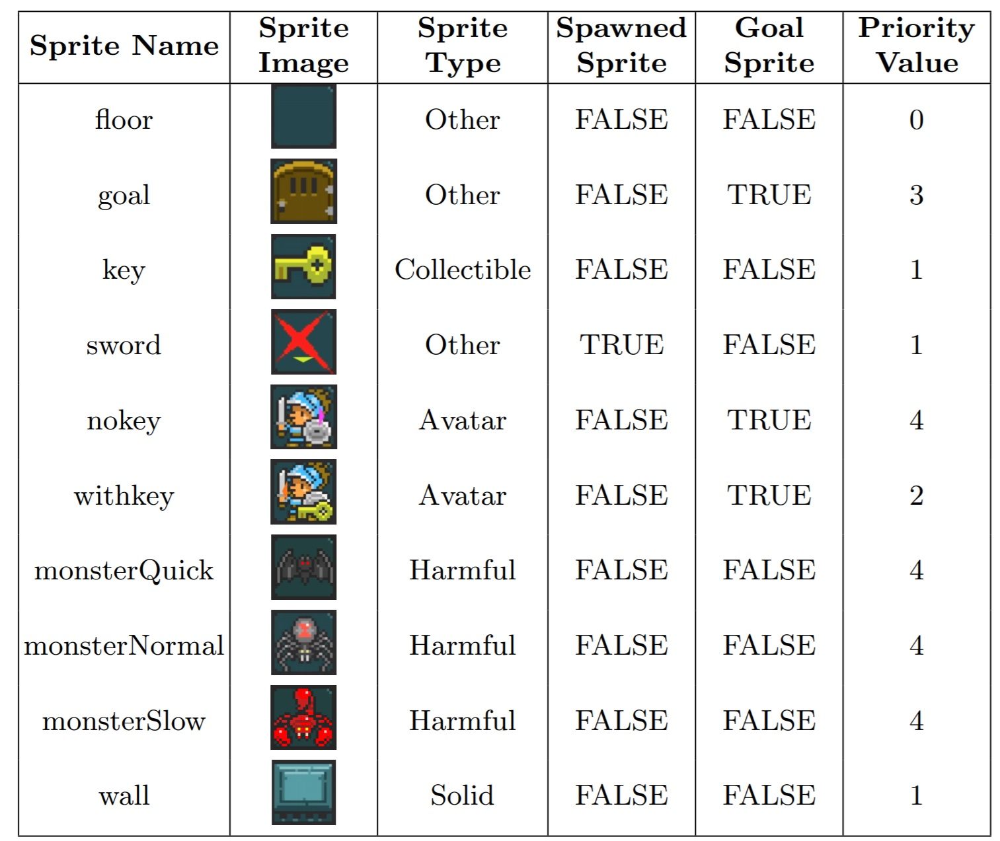 Sprite Name Sprite Image Sprite Type Spawned Sprite Goal Sprite Priority Value
floor Other FALSE FALSE 0
goal Other FALSE TRUE 3
key Collectible FALSE FALSE 1
sword Other TRUE FALSE 1
nokey Avatar FALSE TRUE 4
withkey Avatar FALSE TRUE 2
monsterQuick Harmful FALSE FALSE 4
monsterNormal Harmful FALSE FALSE 4
monsterSlow Harmful FALSE FALSE 4
wall Solid FALSE FALSE 1